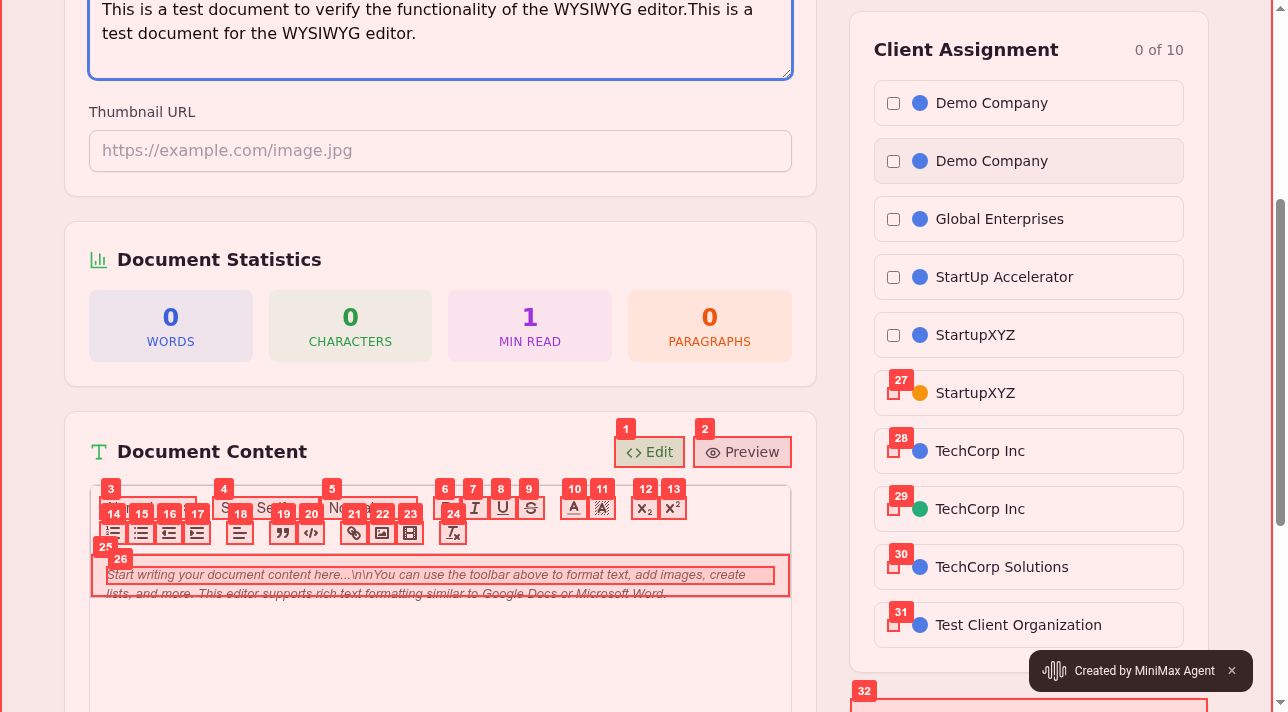 This is a test document to verify the functionality of the WYSIWYG editor.This is a
test document for the WYSIWYG editor.
Thumbnail URL
https://example.com/image.jpg
Document Statistics
0
WORDS
0
CHARACTERS
1
MIN READ
0
PARAGRAPHS
Document Content
1
Edit
2
Preview
3
4
5
6
7
8
9
10
11
12
13
14
15
16
17
18
19
20
21
22
23
24
25
26
Start writing your document content here...\n\nYou can use the toolbar above to format text, add images, create
lists, and more. This editor supports rich text formatting similar to Google Docs or Microsoft Word.
Client Assignment
0 of 10
Demo Company
Demo Company
Global Enterprises
StartUp Accelerator
StartupXYZ
27
StartupXYZ
28
TechCorp Inc
29
TechCorp Inc
30
TechCorp Solutions
31
Test Client Organization
Created by MiniMax Agent
32